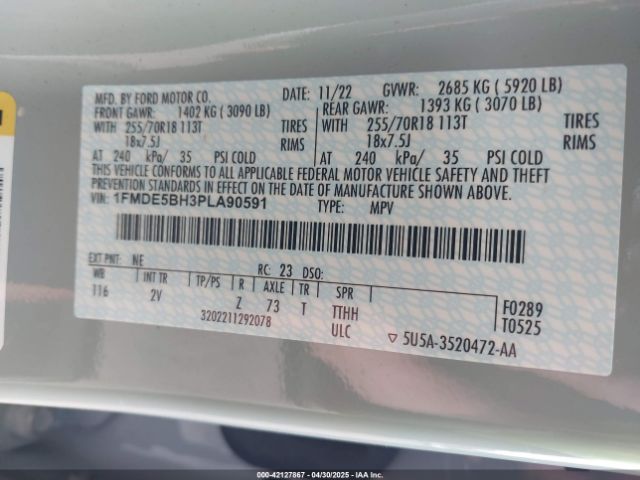 MFD. BY FORD MOTOR CO. DATE: 11/22 GVWR: 2685 KG ( 5920 LB)
FRONT GAWR: 1402 KG ( 3090 LB) REAR GAWR: 1393 KG ( 3070 LB)
WITH 255/70R18 113T TIRES WITH 255/70R18 113T TIRES
18x7.5J RIMS 18x7.5J RIMS
AT 240 kPa/ 35 PSI COLD AT 240 kPa/ 35 PSI COLD
THIS VEHICLE CONFORMS TO ALL APPLICABLE FEDERAL MOTOR VEHICLE SAFETY AND THEFT
PREVENTION STANDARDS IN EFFECT ON THE DATE OF MANUFACTURE SHOWN ABOVE.
VIN: 1FMDE5BH3PLA90591 TYPE: MPV
EXT PNT: NE RC: 23 DSO:
WB INT TR TP/PS R AXLE TR SPR
116 2V Z 73 T TTHH
3202211292078 ULC
F0289
T0525
5U5A-3520472-AA
000-42127867 - 04/30/2025 - IAAI, Inc.